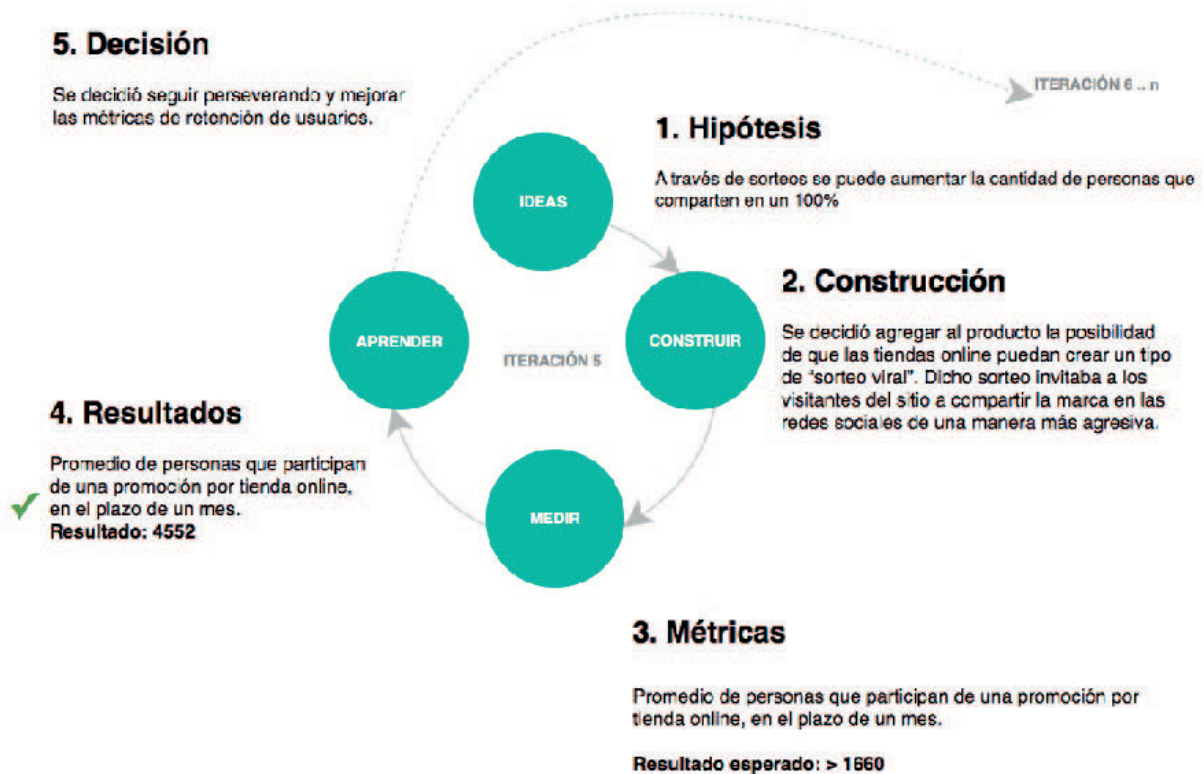 5. Decisión
Se decidió seguir perseverando y mejorar
las métricas de retención de usuarios.
ITERACIÓN 6 .. n
1. Hipótesis
A través de sorteos se puede aumentar la cantidad de personas que
comparten en un 100%
IDEAS
2. Construcción
Se decidió agregar al producto la posibilidad
de que las tiendas online puedan crear un tipo
de “sorteo viral”. Dicho sorteo invitaba a los
visitantes del sitio a compartir la marca en las
redes sociales de una manera más agresiva.
CONSTRUIR
APRENDER
ITERACIÓN 5
4. Resultados
Promedio de personas que participan
de una promoción por tienda online,
en el plazo de un mes.
Resultado: 4552
MEDIR
3. Métricas
Promedio de personas que participan de una promoción por
tienda online, en el plazo de un mes.
Resultado esperado: > 1660